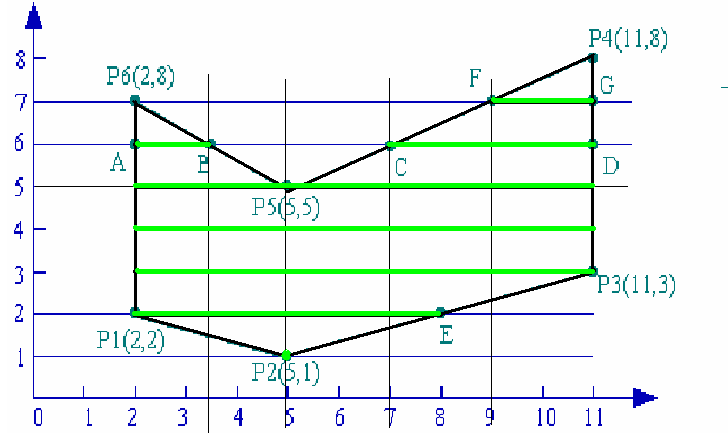 P4(11,8)
8
P6(2,8)
F
G
7
6
A
B
C
D
5
P5(5,5)
4
3
P3(11,3)
2
E
P1(2,2)
1
P2(5,1)
0 1 2 3 4 5 6 7 8 9 10 11